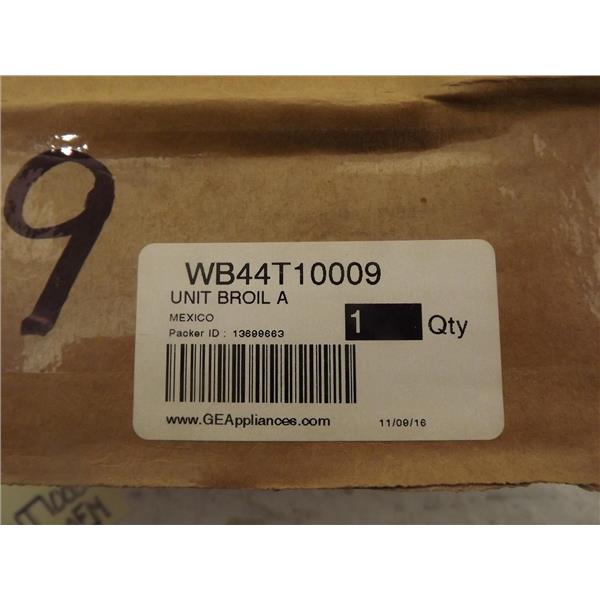 9
WB44T10009
UNIT BROIL A
MEXICO
Packer ID : 13699663
1 Qty
www.GEAppliances.com
11/09/16